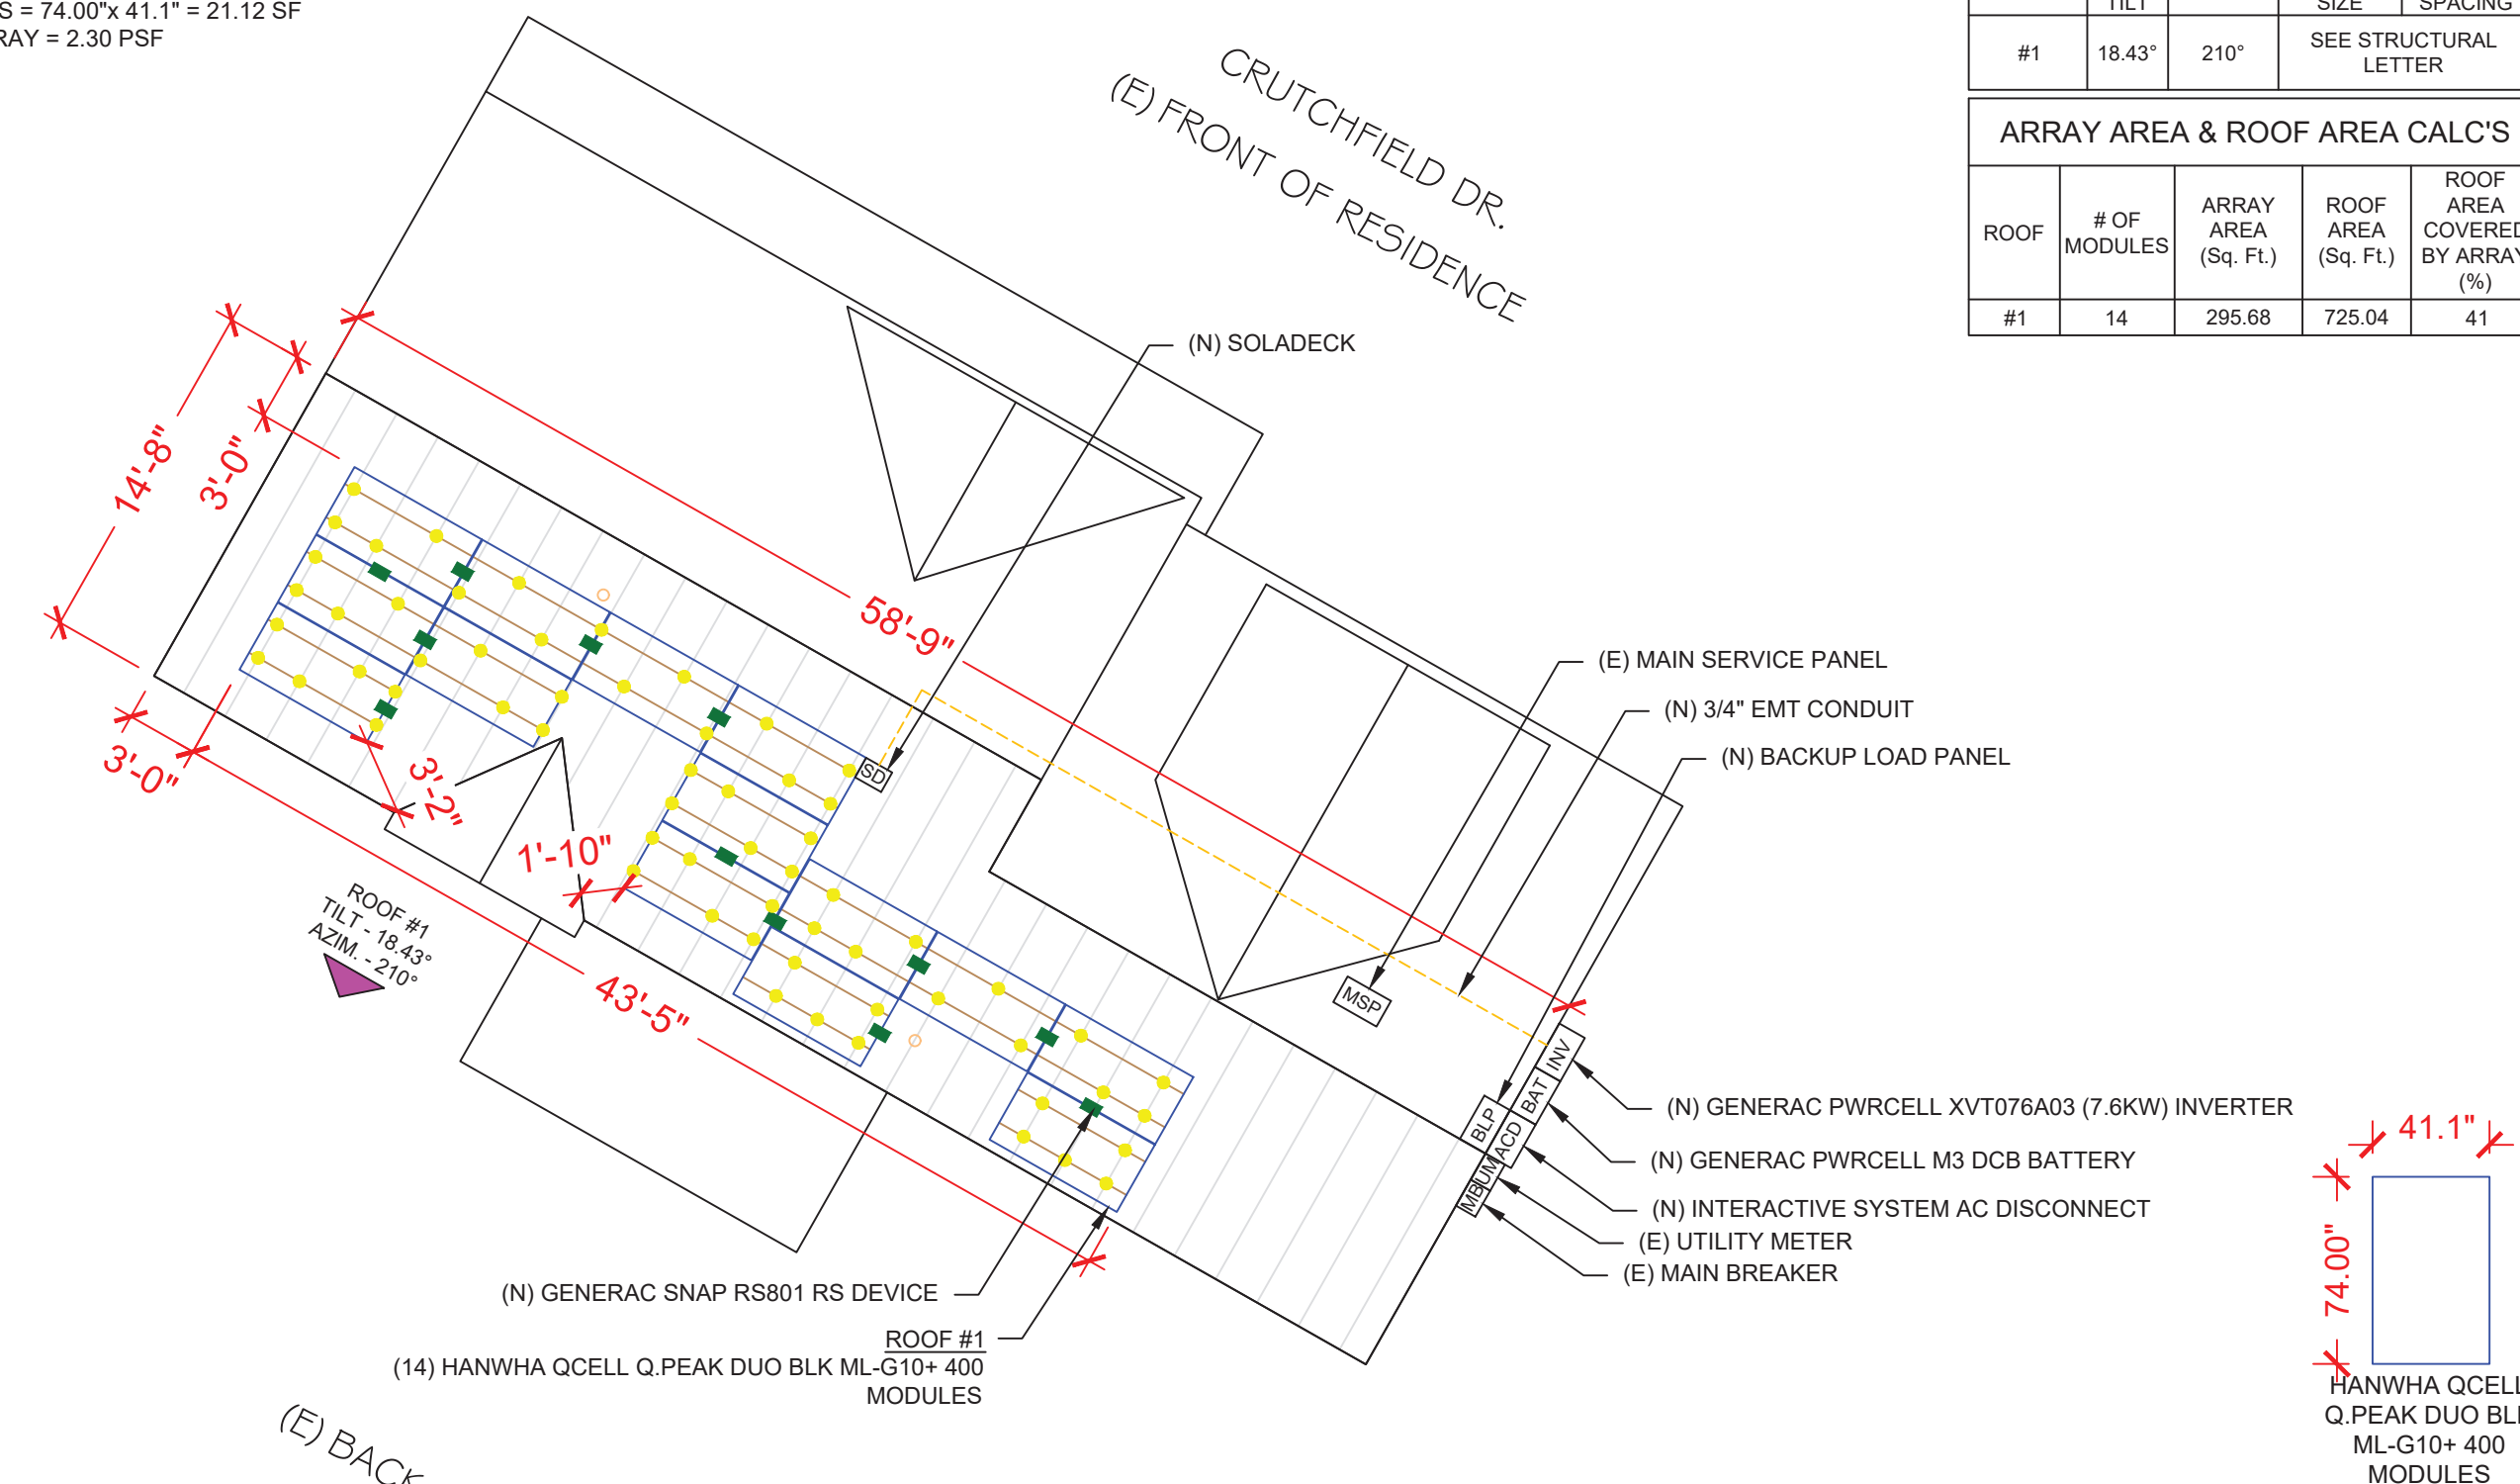 S = 74.00"x 41.1" = 21.12 SF
RAY = 2.30 PSF
TILT
SIZE
SPACING
#1
18.43°
210°
SEE STRUCTURAL
LETTER
ARRAY AREA & ROOF AREA CALC'S
ROOF
# OF
MODULES
ARRAY
AREA
(Sq. Ft.)
ROOF
AREA
(Sq. Ft.)
ROOF
AREA
COVERED
BY ARRAY
(%)
#1
14
295.68
725.04
41
CRUTCHFIELD DR.
(E) FRONT OF RESIDENCE
(N) SOLADECK
14'-8"
3'-0"
58'-9"
(E) MAIN SERVICE PANEL
(N) 3/4" EMT CONDUIT
(N) BACKUP LOAD PANEL
SD
3'-0"
3'-2"
1'-10"
ROOF #1
TILT - 18.43°
AZIM. - 210°
43'-5"
MSP
INV
BAT
BLP
ACD
UM
MB
(N) GENERAC PWRCELL XVT076A03 (7.6KW) INVERTER
(N) GENERAC PWRCELL M3 DCB BATTERY
(N) INTERACTIVE SYSTEM AC DISCONNECT
(E) UTILITY METER
(E) MAIN BREAKER
(N) GENERAC SNAP RS801 RS DEVICE
ROOF #1
(14) HANWHA QCELL Q.PEAK DUO BLK ML-G10+ 400
MODULES
(E) BACK
41.1"
74.00"
HANWHA QCELL
Q.PEAK DUO BLK
ML-G10+ 400
MODULES